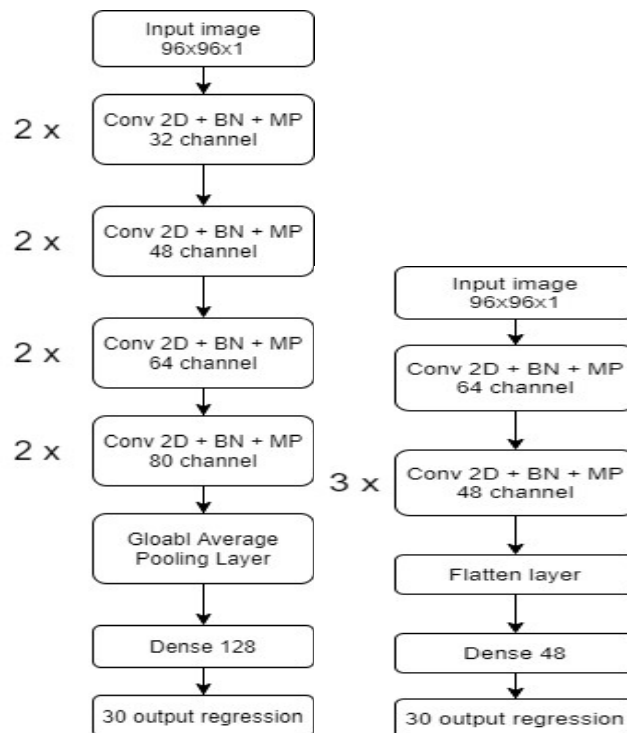 Input image
96x96x1
2 x
Conv 2D + BN + MP
32 channel
2 x
Conv 2D + BN + MP
48 channel
2 x
Conv 2D + BN + MP
64 channel
2 x
Conv 2D + BN + MP
80 channel
Gloabl Average
Pooling Layer
Dense 128
30 output regression
Input image
96x96x1
Conv 2D + BN + MP
64 channel
3 x
Conv 2D + BN + MP
48 channel
Flatten layer
Dense 48
30 output regression